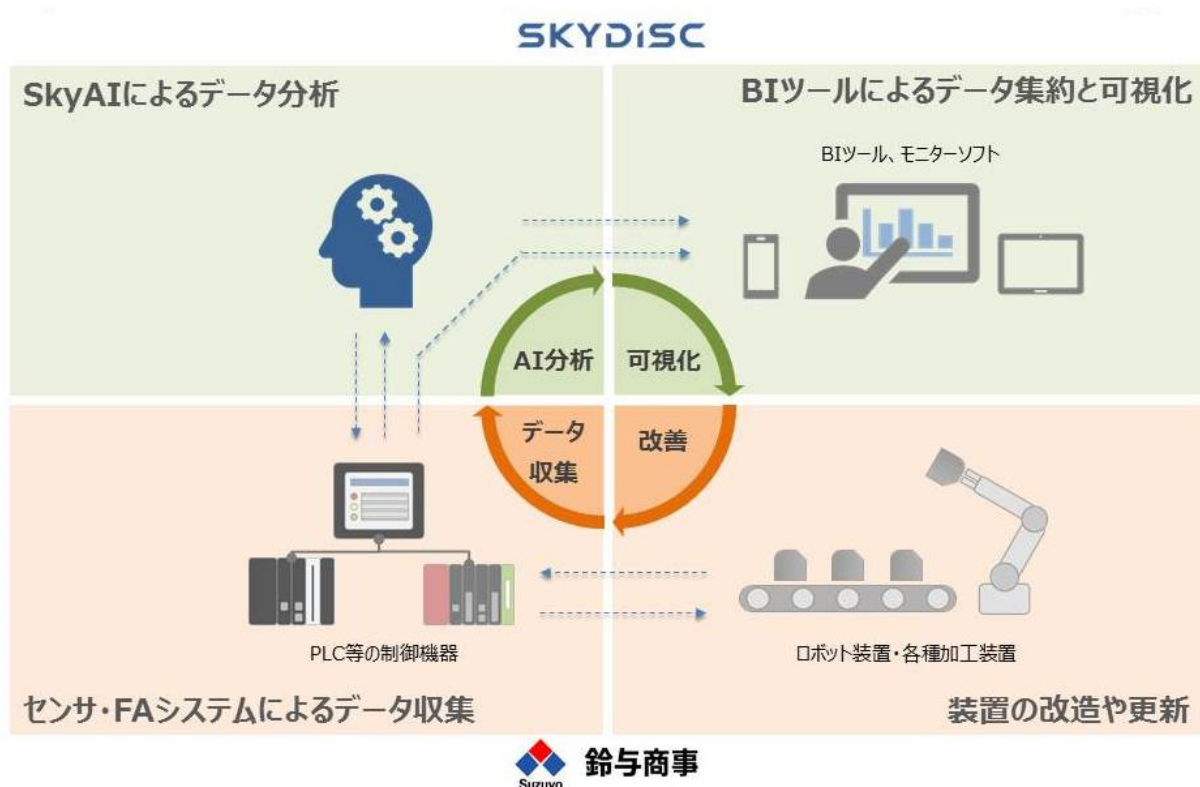 SKYDiSC
SkyAIによるデータ分析
BIツールによるデータ集約と可視化
BIツール、モニターソフト
AI分析
可視化
データ
収集
改善
PLC等の制御機器
ロボット装置・各種加工装置
センサ・FAシステムによるデータ収集
装置の改造や更新
鈴与商事
Suzuyo